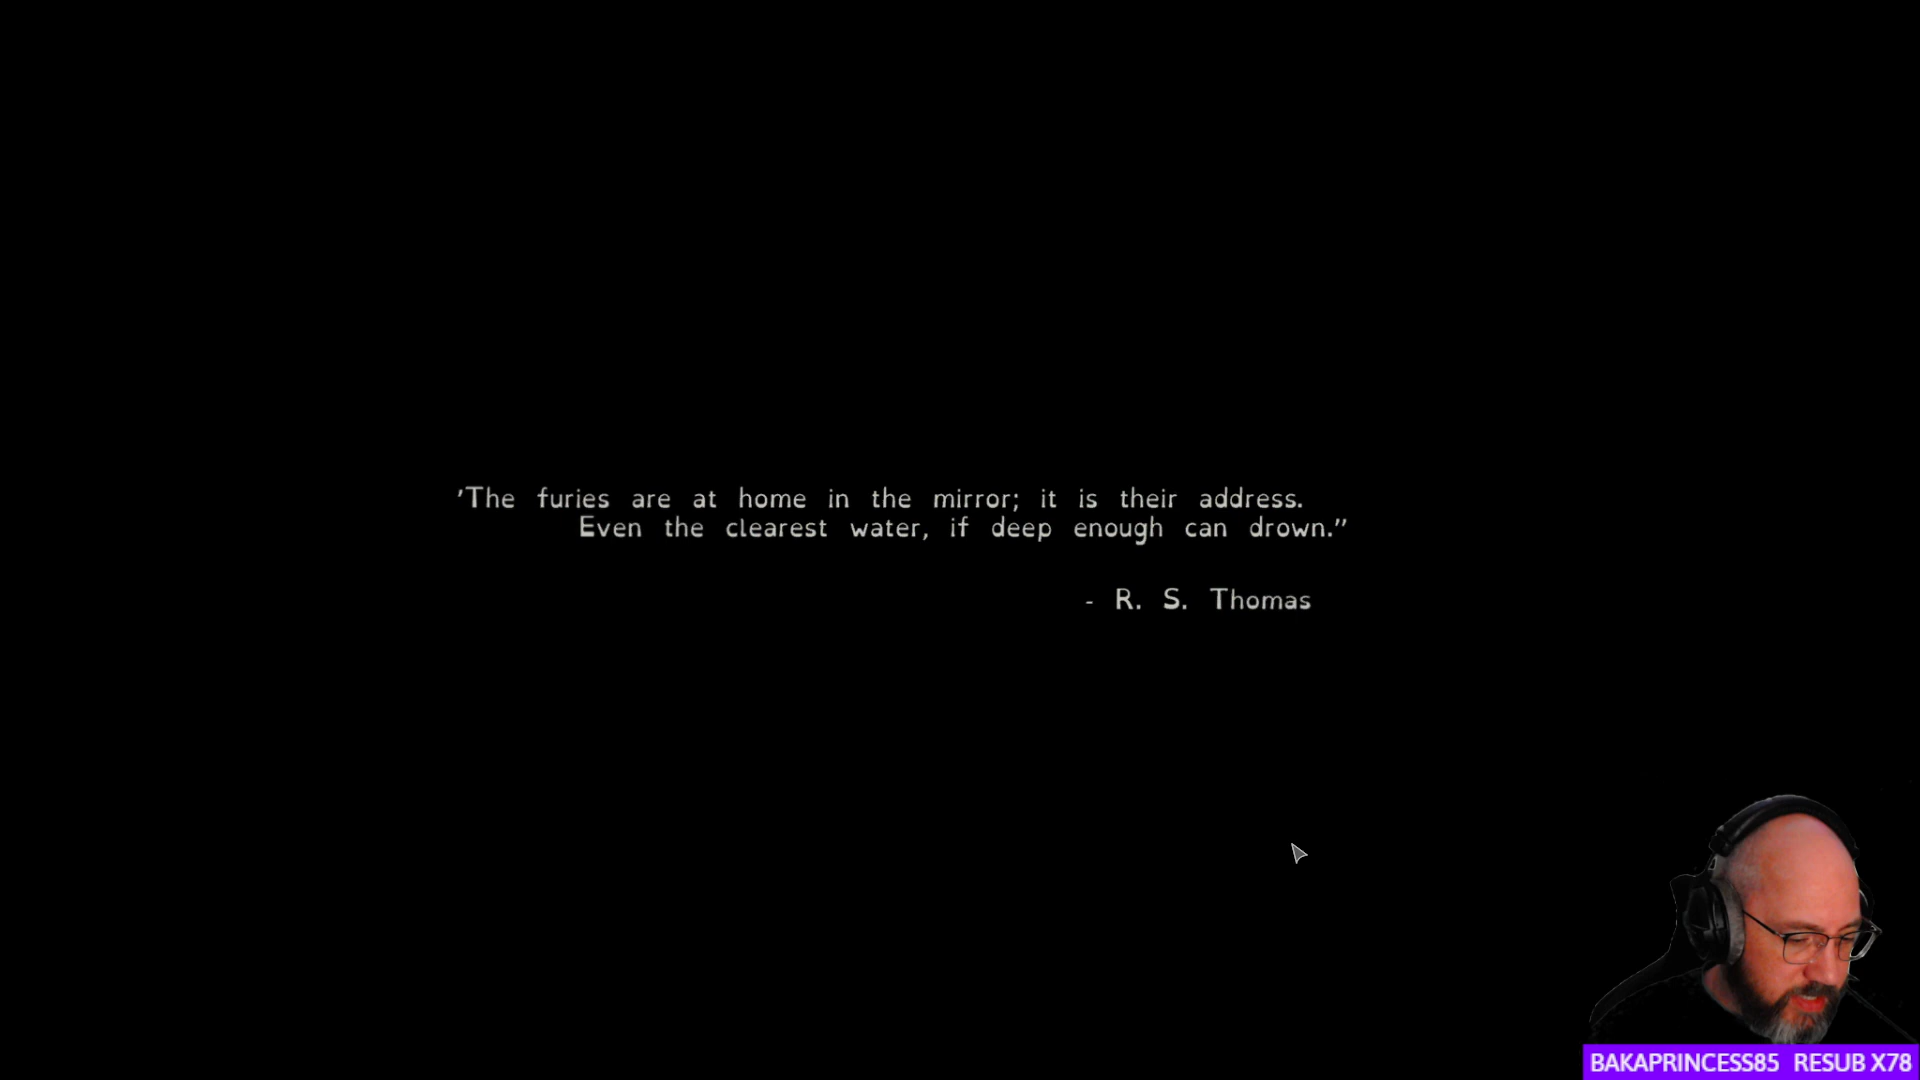 'The furies are at home in the mirror; it is their address.
Even the clearest water, if deep enough can drown.”
- R. S. Thomas
BAKAPRINCESS85 RESUB X78